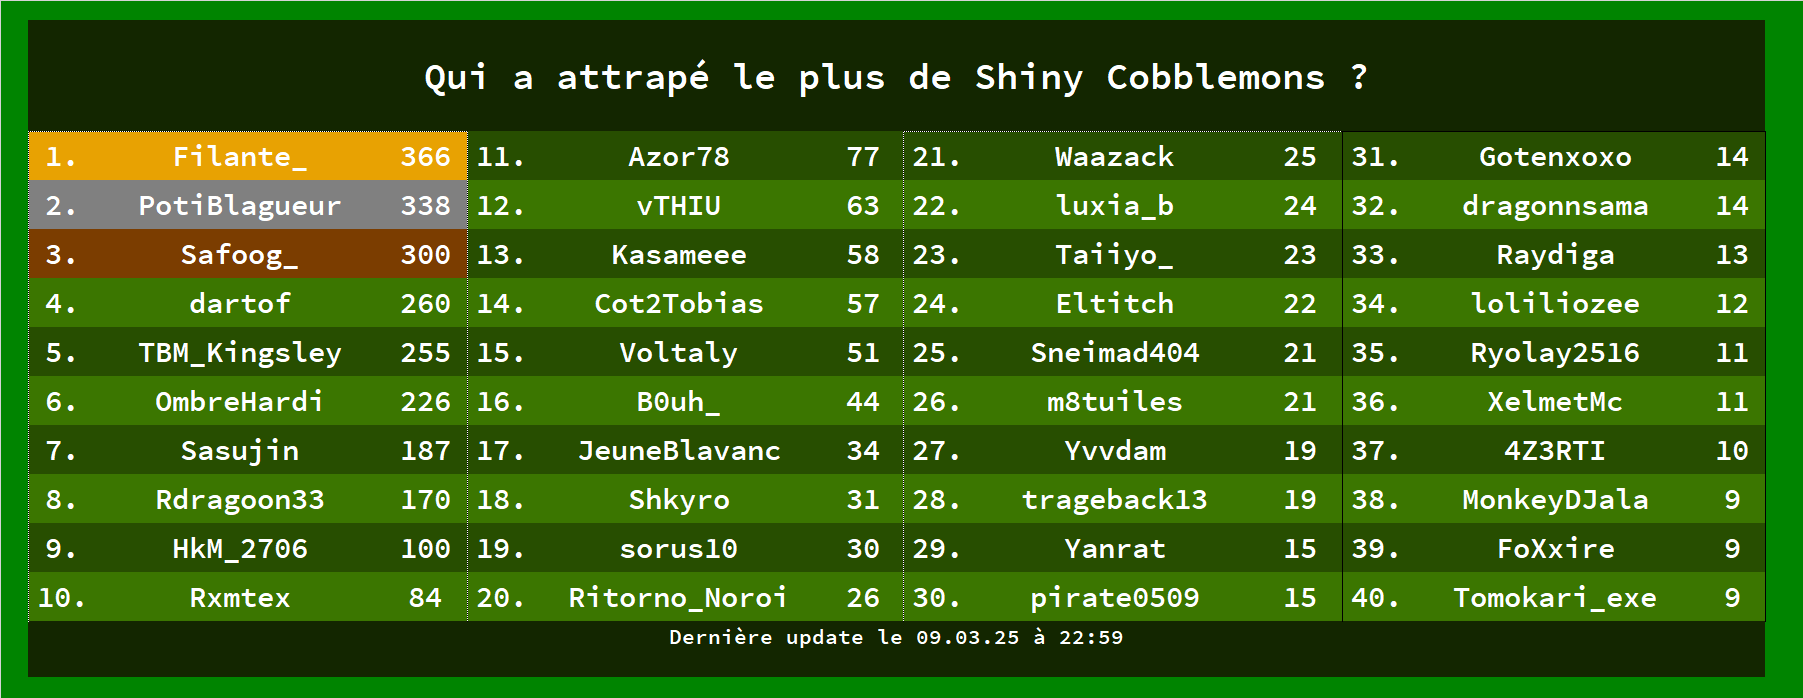 Qui a attrapé le plus de Shiny Cobblemons ?
1. Filante_ 366
2. PotiBlagueur 338
3. Safoog_ 300
4. dartof 260
5. TBM_Kingsley 255
6. OmbreHardi 226
7. Sasujin 187
8. Rdragoon33 170
9. HkM_2706 100
10. Rxmtex 84
11. Azor78 77
12. vTHIU 63
13. Kasameee 58
14. Cot2Tobias 57
15. Voltaly 51
16. B0uh_ 44
17. JeuneBlavanc 34
18. Shkyro 31
19. sorus10 30
20. Ritorno_Noroi 26
21. Waazack 25
22. luxia_b 24
23. Taiiyo_ 23
24. Eltitch 22
25. Sneimad404 21
26. m8tuiles 21
27. Yvvdam 19
28. trageback13 19
29. Yanrat 15
30. pirate0509 15
31. Gotenxoxo 14
32. dragonnsama 14
33. Raydiga 13
34. loliliozee 12
35. Ryolay2516 11
36. XelmetMc 11
37. 4Z3RTI 10
38. MonkeyDJala 9
39. FoXxire 9
40. Tomokari_exe 9
Dernière update le 09.03.25 à 22:59